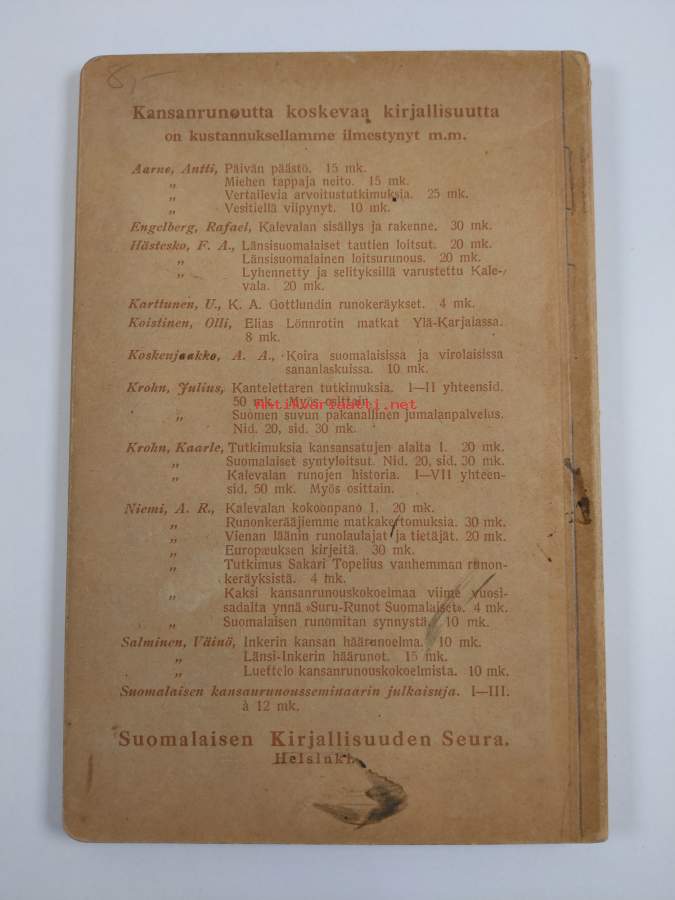 8,-
Kansanrunoutta koskevaa kirjallisuutta
on kustannuksellamme ilmestynyt m.m.
Aarne, Antti, Päivän päästö. 15 mk.
„ Miehen tappaja neito. 15 mk.
„ Vertailevia arvoitustutkimuksia. 25 mk.
„ Vesitiellä viipynyt. 10 mk.
Engelberg, Rafael, Kalevalan sisällys ja rakenne. 30 mk.
Hästesko, F. A., Länsisuomalaiset tautien loitsut. 20 mk.
„ Länsisuomalainen loitsurunous. 20 mk.
„ Lyhennetty ja selityksillä varustettu Kale-
vala. 20 mk.
Karttunen, U., K. A. Gottlundin runokeräykset. 4 mk.
Koistinen, Olli, Elias Lönnrotin matkat Ylä-Karjalassa.
8 mk.
Koskenjaakko, A. A., Koira suomalaisissa ja virolaisissa
sananlaskuissa. 10 mk.
Krohn, Julius, Kantelettaren tutkimuksia. I—II yhteensid.
50 mk. Myös osittain.
antikvariaatti.net
„ Suomen suvun pakanallinen jumalanpalvelus.
Nid. 20, sid. 30 mk.
Krohn, Kaarle, Tutkimuksia kansansatujen alalta I. 20 mk.
„ Suomalaiset syntyloitsut. Nid. 20, sid. 30 mk.
„ Kalevalan runojen historia. I—VII yhteen-
sid. 50 mk. Myös osittain.
Niemi, A. R., Kalevalan kokoonpano I. 20 mk.
„ Runonkerääjiemme matkakertomuksia. 30 mk.
„ Vienan läänin runolaulajat ja tietäjät. 20 mk.
„ Europæuksen kirjeitä. 30 mk.
„ Tutkimus Sakari Topelius vanhemman runon-
keräyksistä. 4 mk.
„ Kaksi kansanrunouskokoelmaa viime vuosi-
sadalta ynnä »Suru-Runot Suomalaiset». 4 mk.
„ Suomalaisen runomitan synnystä. 10 mk.
Salminen, Väinö, Inkerin kansan häärunoelma. 10 mk.
„ Länsi-Inkerin häärunot. 15 mk.
„ Luettelo kansanrunouskokoelmista. 10 mk.
Suomalaisen kansanrunousseminaarin julkaisuja. I—III.
à 12 mk.
Suomalaisen Kirjallisuuden Seura.
Helsinki.